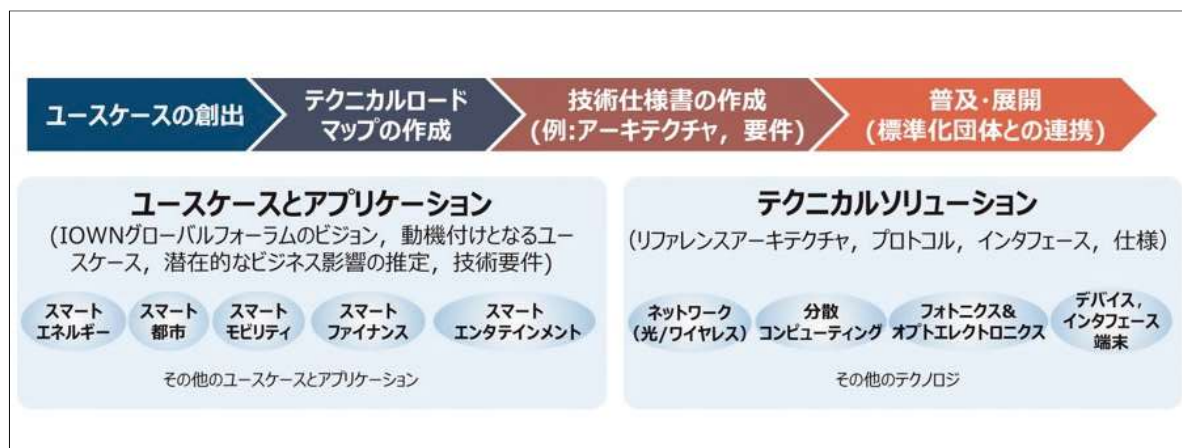 ユースケースの創出
テクニカルロード
マップの作成
技術仕様書の作成
(例:アーキテクチャ，要件)
普及・展開
(標準化団体との連携)
ユースケースとアプリケーション
(IOWNグローバルフォーラムのビジョン，動機付けとなるユー
スケース，潜在的なビジネス影響の推定，技術要件)
スマート
エネルギー
スマート
都市
スマート
モビリティ
スマート
ファイナンス
スマート
エンタテインメント
その他のユースケースとアプリケーション
テクニカルソリューション
(リファレンスアーキテクチャ，プロトコル，インタフェース，仕様)
ネットワーク
(光/ワイヤレス)
分散
コンピューティング
フォトニクス&
オプトエレクトロニクス
デバイス，
インタフェース
端末
その他のテクノロジ